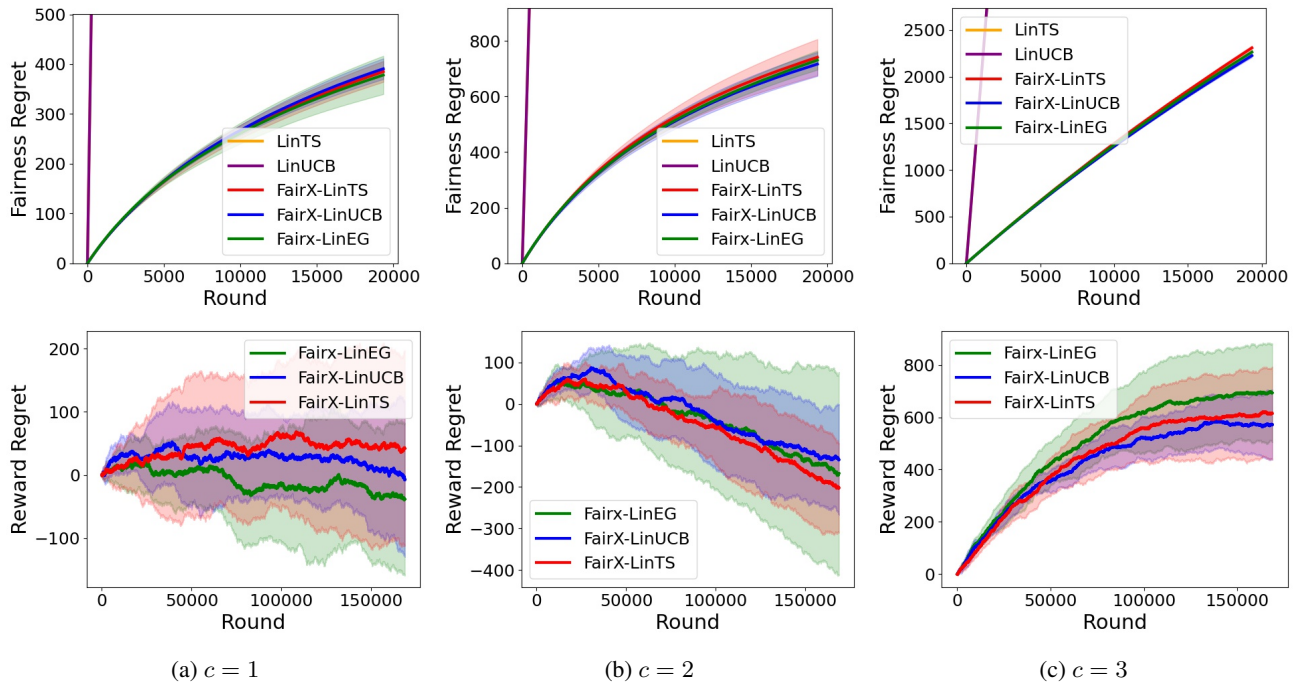 500
400
300
200
100
0
Fairness Regret
LinTS
LinUCB
FairX-LinTS
FairX-LinUCB
Fairx-LinEG
0 5000 10000 15000 20000
Round
800
600
400
200
0
Fairness Regret
LinTS
LinUCB
FairX-LinTS
FairX-LinUCB
Fairx-LinEG
0 5000 10000 15000 20000
Round
2500
2000
1500
1000
500
0
Fairness Regret
LinTS
LinUCB
FairX-LinTS
FairX-LinUCB
Fairx-LinEG
0 5000 10000 15000 20000
Round
200
100
0
−100
Reward Regret
Fairx-LinEG
FairX-LinUCB
FairX-LinTS
0 50000 100000 150000
Round
100
0
−100
−200
−300
−400
Reward Regret
Fairx-LinEG
FairX-LinUCB
FairX-LinTS
0 50000 100000 150000
Round
800
600
400
200
0
Reward Regret
Fairx-LinEG
FairX-LinUCB
FairX-LinTS
0 50000 100000 150000
Round
(a) c = 1
(b) c = 2
(c) c = 3